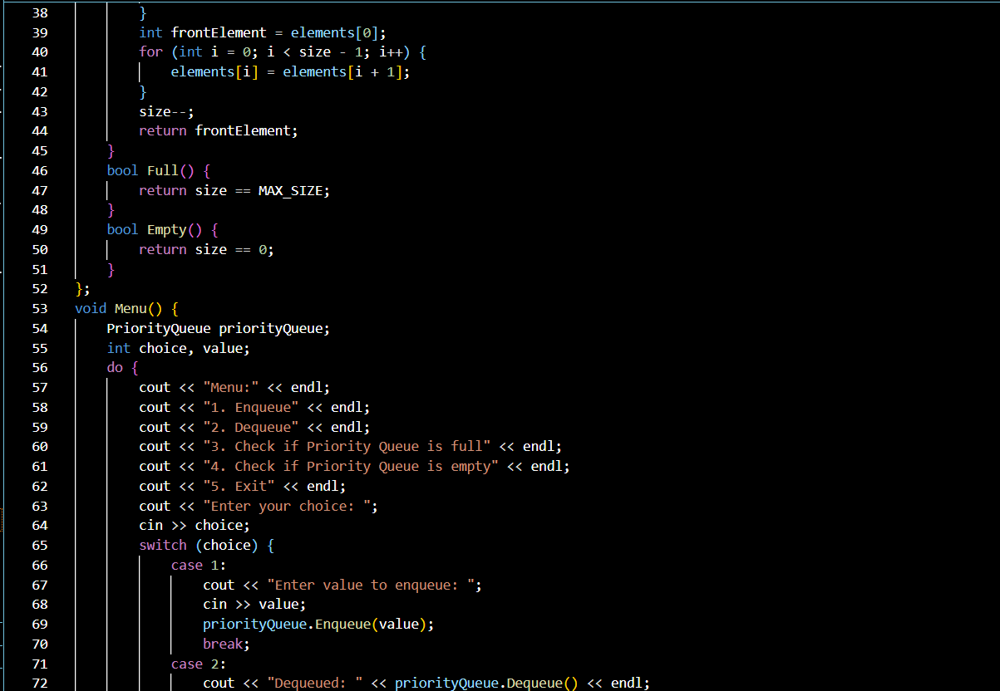 38 }
39 int frontElement = elements[0];
40 for (int i = 0; i < size - 1; i++) {
41 elements[i] = elements[i + 1];
42 }
43 size--;
44 return frontElement;
45 }
46 bool Full() {
47 return size == MAX_SIZE;
48 }
49 bool Empty() {
50 return size == 0;
51 }
52 };
53 void Menu() {
54 PriorityQueue priorityQueue;
55 int choice, value;
56 do {
57 cout << "Menu:" << endl;
58 cout << "1. Enqueue" << endl;
59 cout << "2. Dequeue" << endl;
60 cout << "3. Check if Priority Queue is full" << endl;
61 cout << "4. Check if Priority Queue is empty" << endl;
62 cout << "5. Exit" << endl;
63 cout << "Enter your choice: ";
64 cin >> choice;
65 switch (choice) {
66 case 1:
67 cout << "Enter value to enqueue: ";
68 cin >> value;
69 priorityQueue.Enqueue(value);
70 break;
71 case 2:
72 cout << "Dequeued: " << priorityQueue.Dequeue() << endl;